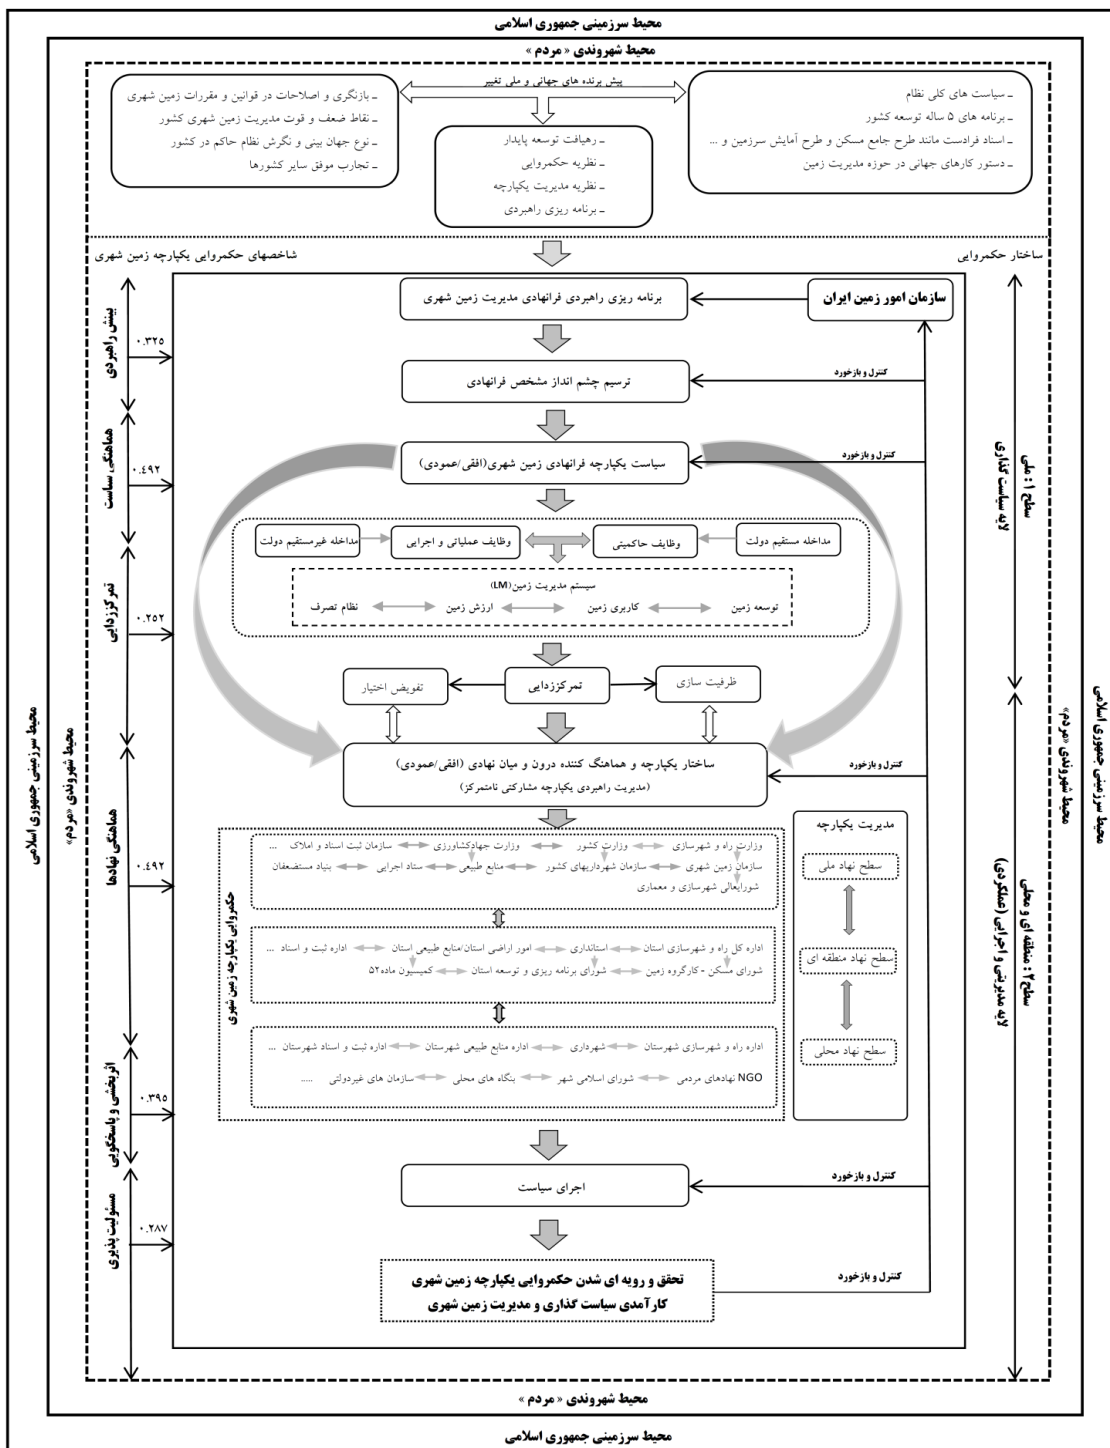 محیط سرزمینی جمهوری اسلامی
محیط شهروندی « مردم »
پیش برنده های جهانی و ملی تغییر
ـ سیاست های کلی نظام
ـ برنامه های ۵ ساله توسعه کشور
ـ اسناد فرادست مانند طرح جامع مسکن و طرح آمایش سرزمین و ...
ـ دستور کارهای جهانی در حوزه مدیریت زمین
ـ بازنگری و اصلاحات در قوانین و مقررات زمین شهری
ـ نقاط ضعف و قوت مدیریت زمین شهری کشور
ـ نوع جهان بینی و نگرش نظام حاکم در کشور
ـ تجارب موفق سایر کشورها
ـ رهیافت توسعه پایدار
ـ نظریه حکمروایی
ـ نظریه مدیریت یکپارچه
ـ برنامه ریزی راهبردی
ساختار حکمروایی
شاخصهای حکمروایی یکپارچه زمین شهری
سازمان امور زمین ایران
برنامه ریزی راهبردی فرانهادی مدیریت زمین شهری
بینش راهبردی
۰.۳۲۵
کنترل و بازخورد
ترسیم چشم انداز مشخص فرانهادی
هماهنگی سیاست
۰.٤۹۲
کنترل و بازخورد
سیاست یکپارچه فرانهادی زمین شهری(افقی/عمودی)
سطح ۱ : ملی
لایه سیاست گذاری
مداخله مستقیم دولت
وظایف حاکمیتی
وظایف عملیاتی و اجرایی
مداخله غیرمستقیم دولت
سیستم مدیریت زمین(LM)
توسعه زمین
کاربری زمین
ارزش زمین
نظام تصرف
تمرکززدایی
۰.۲۵۲
ظرفیت سازی
تمرکززدایی
تفویض اختیار
محیط سرزمینی جمهوری اسلامی
محیط شهروندی «مردم»
محیط سرزمینی جمهوری اسلامی
محیط شهروندی «مردم»
کنترل و بازخورد
ساختار یکپارچه و هماهنگ کننده درون و میان نهادی (افقی/عمودی)
(مدیریت راهبردی یکپارچه مشارکتی نامتمرکز)
هماهنگی نهادها
۰.٤۹۲
سطح۲ : منطقه ای و محلی
لایه مدیریتی و اجرایی (عملکردی)
مدیریت یکپارچه
سطح نهاد ملی
سطح نهاد منطقه ای
سطح نهاد محلی
حکمروایی یکپارچه زمین شهری
وزارت راه و شهرسازی
وزارت کشور
وزارت جهادکشاورزی
سازمان ثبت اسناد و املاک ...
سازمان زمین شهری
سازمان شهرداریهای کشور
منابع طبیعی
ستاد اجرایی
بنیاد مستضعفان
شورایعالی شهرسازی و معماری
اداره کل راه و شهرسازی استان
استانداری
امور اراضی استان/منابع طبیعی استان
اداره ثبت و اسناد ...
شورای مسکن - کارگروه زمین
شورای برنامه ریزی و توسعه استان
کمیسیون ماده۵۲
اداره راه و شهرسازی شهرستان
شهرداری
اداره منابع طبیعی شهرستان
اداره ثبت و اسناد شهرستان ...
NGO نهادهای مردمی
شورای اسلامی شهر
بنگاه های محلی
سازمان های غیردولتی .....
اثربخشی و پاسخگویی
۰.۳۹۵
کنترل و بازخورد
اجرای سیاست
مسئولیت پذیری
۰.۲۸۷
کنترل و بازخورد
تحقق و رویه ای شدن حکمروایی یکپارچه زمین شهری
کارآمدی سیاست گذاری و مدیریت زمین شهری
محیط شهروندی « مردم »
محیط سرزمینی جمهوری اسلامی